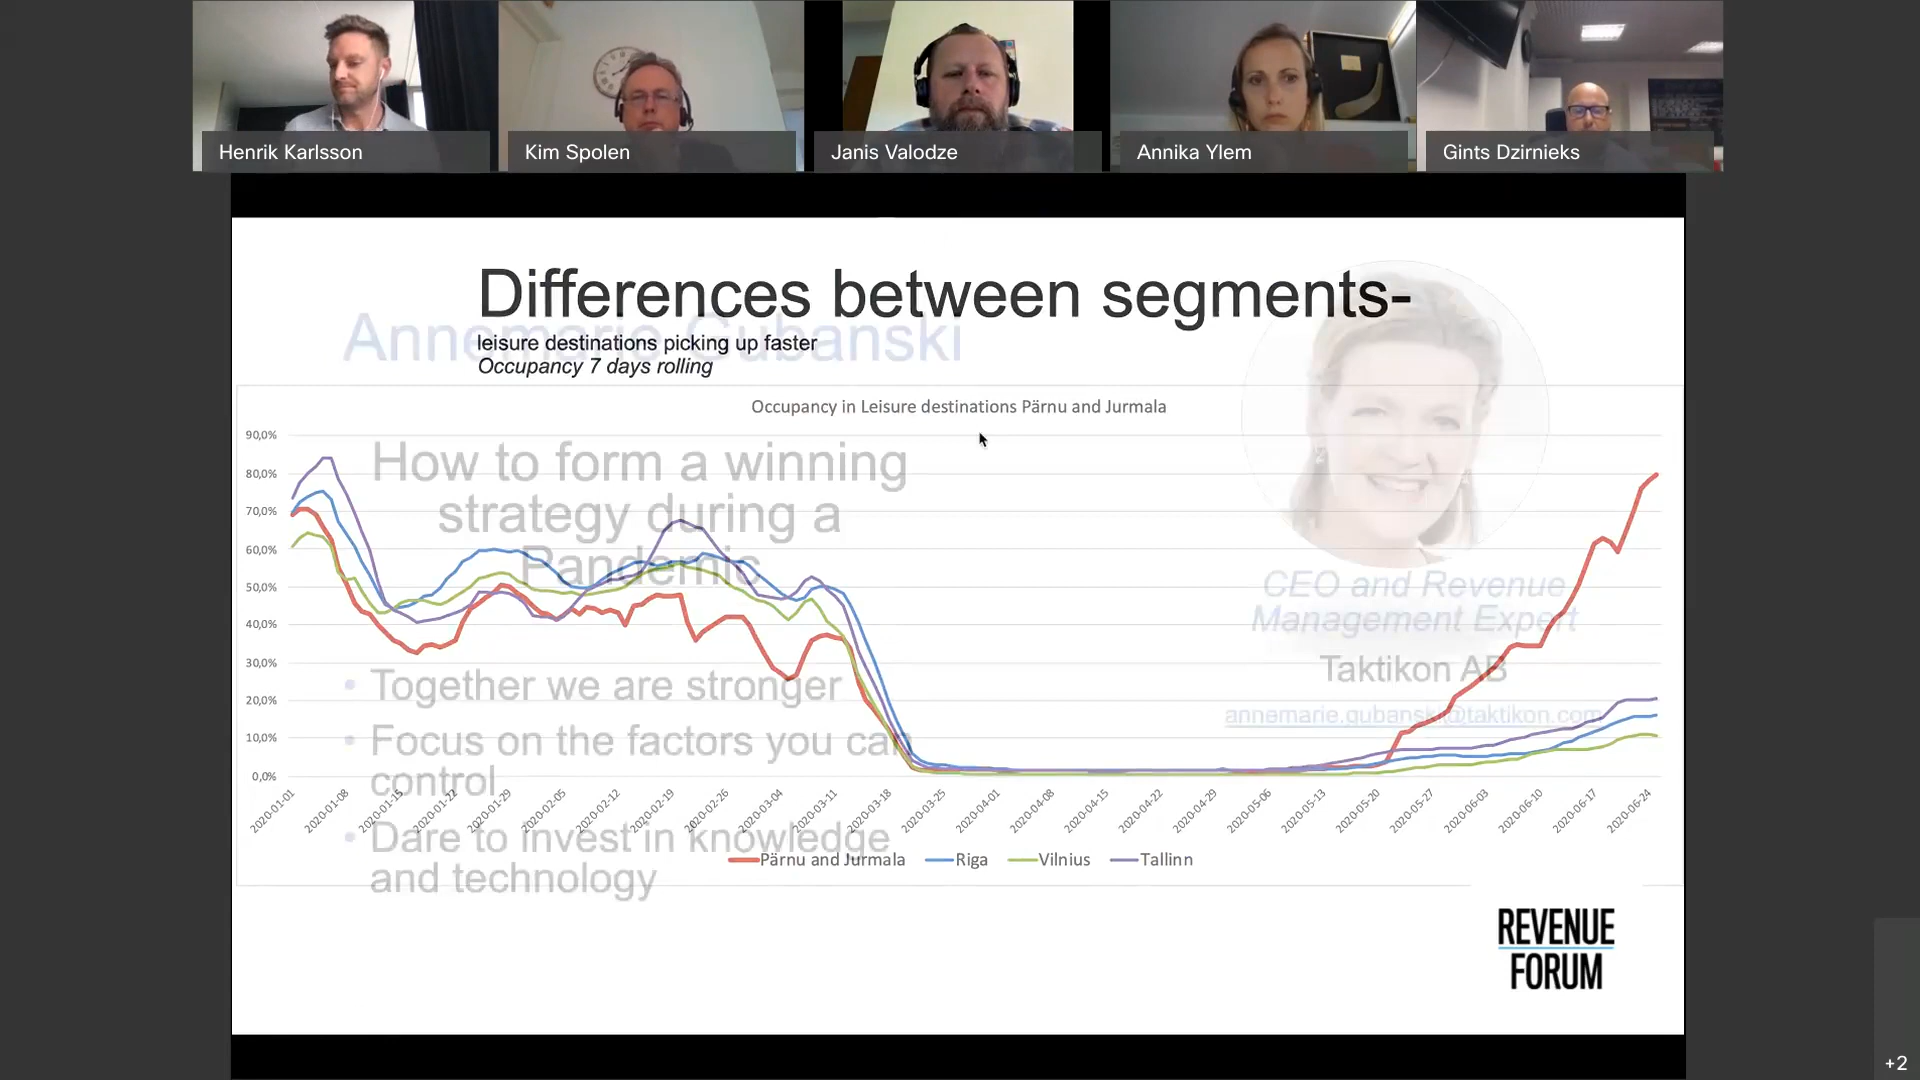 Henrik Karlsson
Kim Spolen
Janis Valodze
Annika Ylem
Gints Dzirnieks
Differences between segments-
Annemarie Gubanski
leisure destinations picking up faster
Occupancy 7 days rolling
Occupancy in Leisure destinations Pärnu and Jurmala
90,0%
80,0%
70,0%
60,0%
50,0%
40,0%
30,0%
20,0%
10,0%
0,0%
How to form a winning
strategy during a
Pandemic
CEO and Revenue
Management Expert
Taktikon AB
annemarie.gubanski@taktikon.com
• Together we are stronger
• Focus on the factors you can
control
• Dare to invest in knowledge
and technology
2020-01-01
2020-01-08
2020-01-15
2020-01-22
2020-01-29
2020-02-05
2020-02-12
2020-02-19
2020-02-26
2020-03-04
2020-03-11
2020-03-18
2020-03-25
2020-04-01
2020-04-08
2020-04-15
2020-04-22
2020-04-29
2020-05-06
2020-05-13
2020-05-20
2020-05-27
2020-06-03
2020-06-10
2020-06-17
2020-06-24
Pärnu and Jurmala
Riga
Vilnius
Tallinn
REVENUE
FORUM
+2